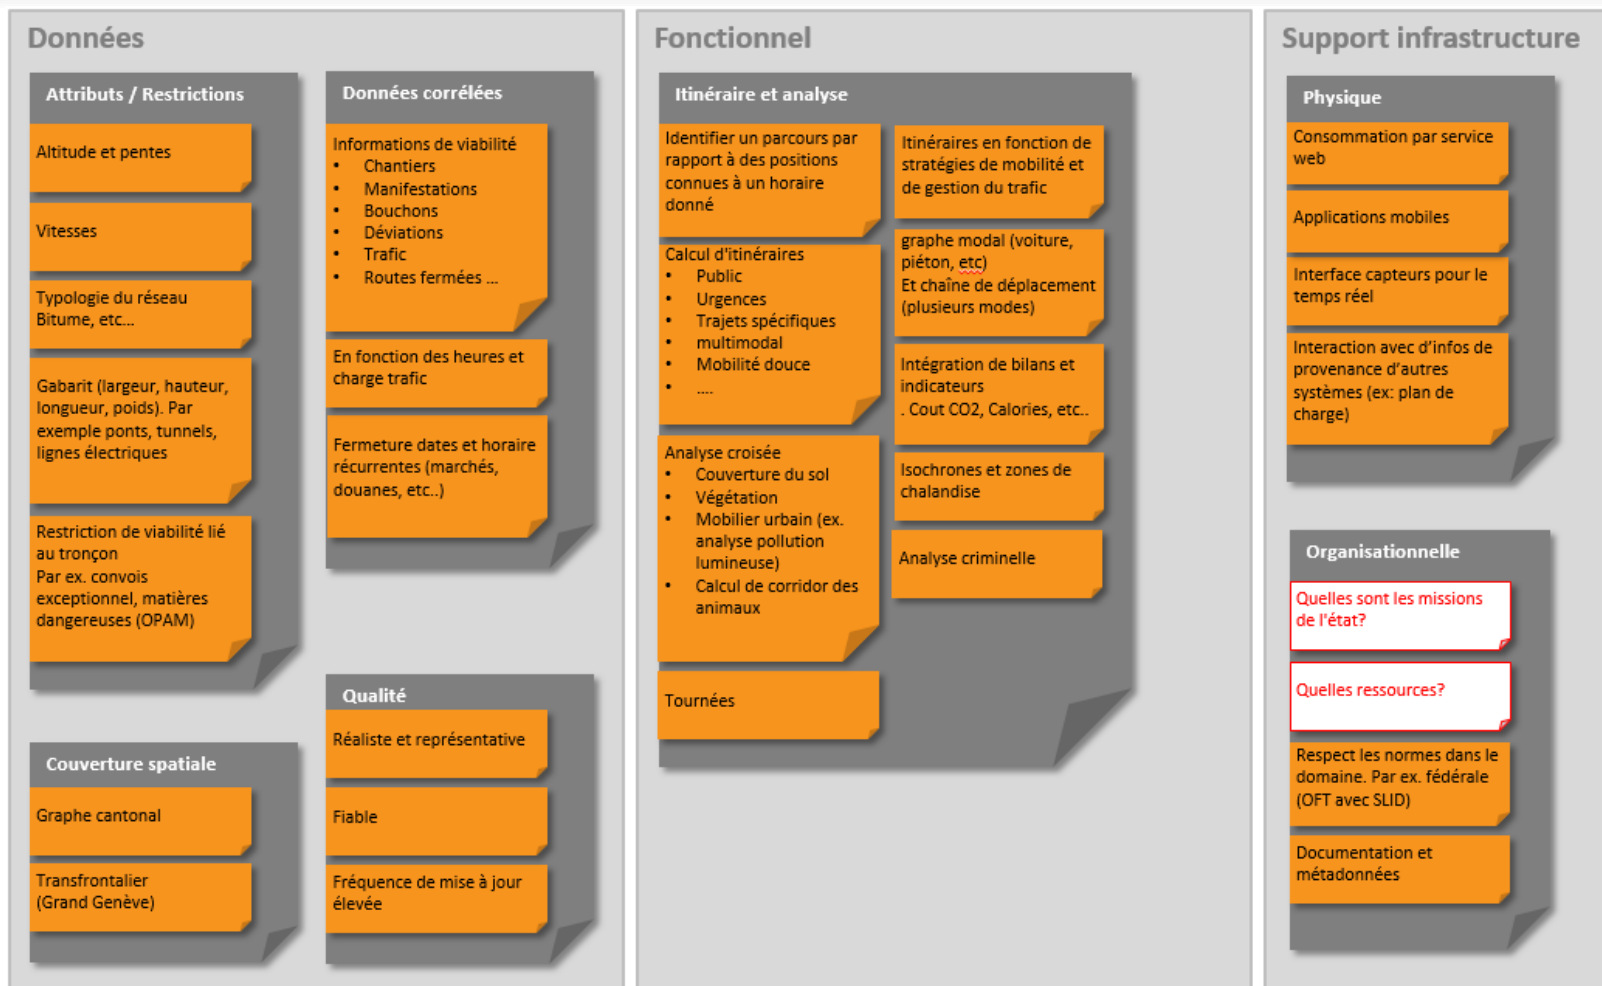 Données
Attributs / Restrictions
Altitude et pentes
Vitesses
Typologie du réseau
Bitume, etc...
Gabarit (largeur, hauteur,
longueur, poids). Par
exemple ponts, tunnels,
lignes électriques
Restriction de viabilité lié
au tronçon
Par ex. convois
exceptionnel, matières
dangereuses (OPAM)
Couverture spatiale
Graphe cantonal
Transfrontalier
(Grand Genève)
Données corrélées
Informations de viabilité
• Chantiers
• Manifestations
• Bouchons
• Déviations
• Trafic
• Routes fermées ...
En fonction des heures et
charge trafic
Fermeture dates et horaire
récurrentes (marchés,
douanes, etc..)
Qualité
Réaliste et représentative
Fiable
Fréquence de mise à jour
élevée
Fonctionnel
Itinéraire et analyse
Identifier un parcours par
rapport à des positions
connues à un horaire
donné
Calcul d'itinéraires
• Public
• Urgences
• Trajets spécifiques
• multimodal
• Mobilité douce
• ....
Analyse croisée
• Couverture du sol
• Végétation
• Mobilier urbain (ex.
analyse pollution
lumineuse)
• Calcul de corridor des
animaux
Tournées
Itinéraires en fonction de
stratégies de mobilité et
de gestion du trafic
graphe modal (voiture,
piéton, etc)
Et chaîne de déplacement
(plusieurs modes)
Intégration de bilans et
indicateurs
. Cout CO2, Calories, etc..
Isochrones et zones de
chalandise
Analyse criminelle
Support infrastructure
Physique
Consommation par service
web
Applications mobiles
Interface capteurs pour le
temps réel
Interaction avec d'infos de
provenance d'autres
systèmes (ex: plan de
charge)
Organisationnelle
Quelles sont les missions
de l'état?
Quelles ressources?
Respect les normes dans le
domaine. Par ex. fédérale
(OFT avec SLID)
Documentation et
métadonnées